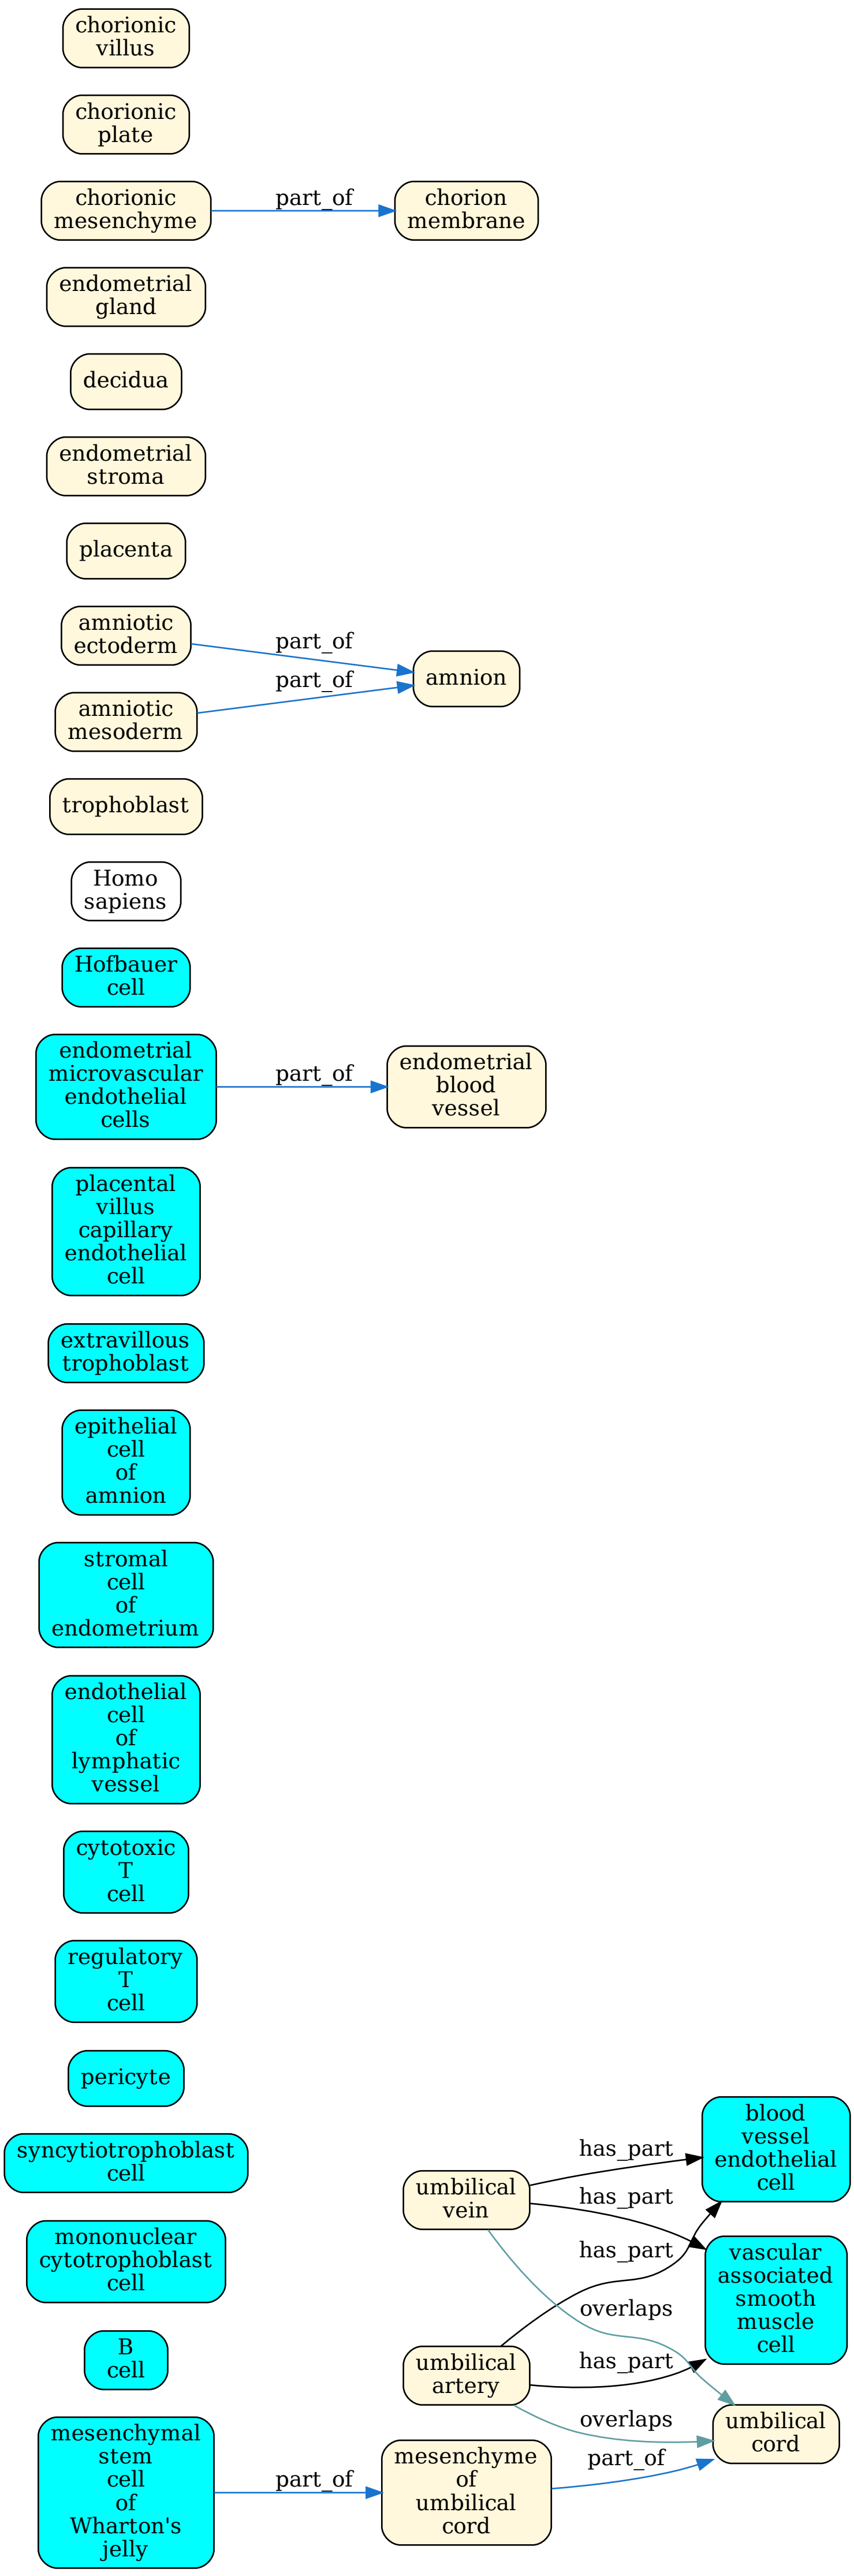 chorionic
villus
chorionic
plate
chorionic
mesenchyme
part_of
chorion
membrane
endometrial
gland
decidua
endometrial
stroma
placenta
amniotic
ectoderm
part_of
amnion
part_of
amniotic
mesoderm
trophoblast
Homo
sapiens
Hofbauer
cell
endometrial
microvascular
endothelial
cells
part_of
endometrial
blood
vessel
placental
villus
capillary
endothelial
cell
extravillous
trophoblast
epithelial
cell
of
amnion
stromal
cell
of
endometrium
endothelial
cell
of
lymphatic
vessel
cytotoxic
T
cell
regulatory
T
cell
pericyte
syncytiotrophoblast
cell
mononuclear
cytotrophoblast
cell
B
cell
mesenchymal
stem
cell
of
Wharton's
jelly
part_of
umbilical
vein
umbilical
artery
mesenchyme
of
umbilical
cord
has_part
has_part
has_part
overlaps
has_part
overlaps
part_of
blood
vessel
endothelial
cell
vascular
associated
smooth
muscle
cell
umbilical
cord